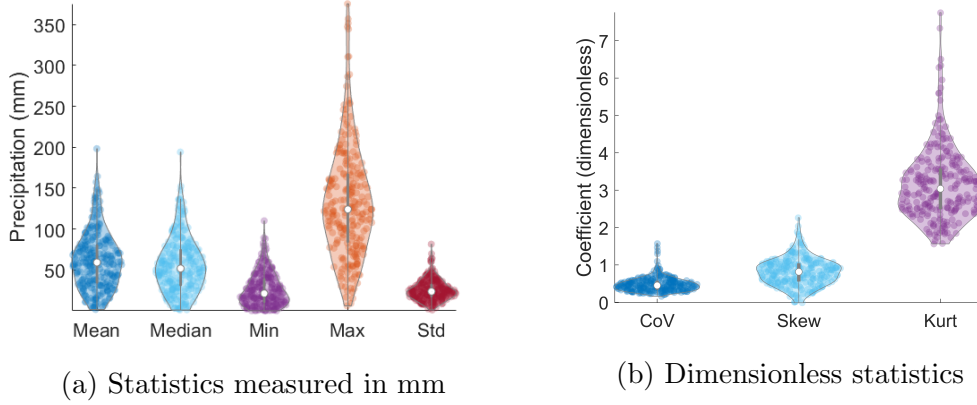 350
300
250
200
150
100
50
Precipitation (mm)
Mean Median Min Max Std
(a) Statistics measured in mm
7
6
5
4
3
2
1
0
Coefficient (dimensionless)
CoV Skew Kurt
(b) Dimensionless statistics